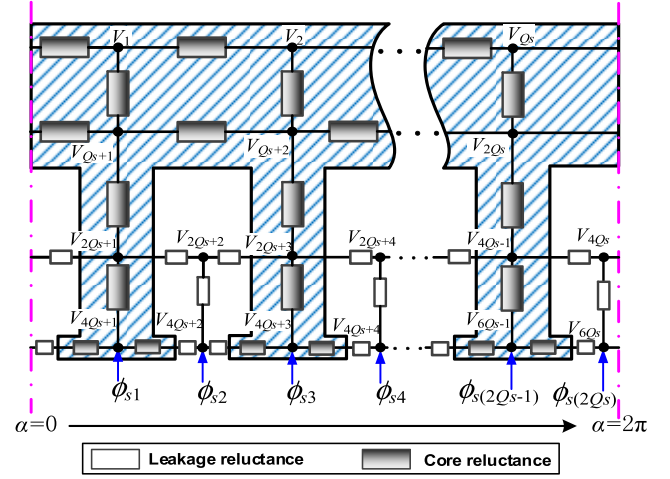 V1 V2 VQs
VQs+1 VQs+2 V2Qs
V2Qs+1 V2Qs+2 V2Qs+3 V2Qs+4 V4Qs-1 V4Qs
V4Qs+1 V4Qs+2 V4Qs+3 V4Qs+4 V6Qs-1 V6Qs
ϕs1 ϕs2 ϕs3 ϕs4 ϕs(2Qs-1) ϕs(2Qs)
α=0 α=2π
Leakage reluctance Core reluctance